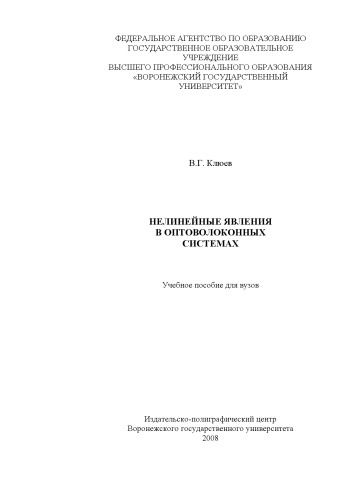 ФЕДЕРАЛЬНОЕ АГЕНТСТВО ПО ОБРАЗОВАНИЮ
ГОСУДАРСТВЕННОЕ ОБРАЗОВАТЕЛЬНОЕ
УЧРЕЖДЕНИЕ
ВЫСШЕГО ПРОФЕССИОНАЛЬНОГО ОБРАЗОВАНИЯ
«ВОРОНЕЖСКИЙ ГОСУДАРСТВЕННЫЙ
УНИВЕРСИТЕТ»
В.Г. Клюев
НЕЛИНЕЙНЫЕ ЯВЛЕНИЯ
В ОПТОВОЛОКОННЫХ
СИСТЕМАХ
Учебное пособие для вузов
Издательско-полиграфический центр
Воронежского государственного университета
2008